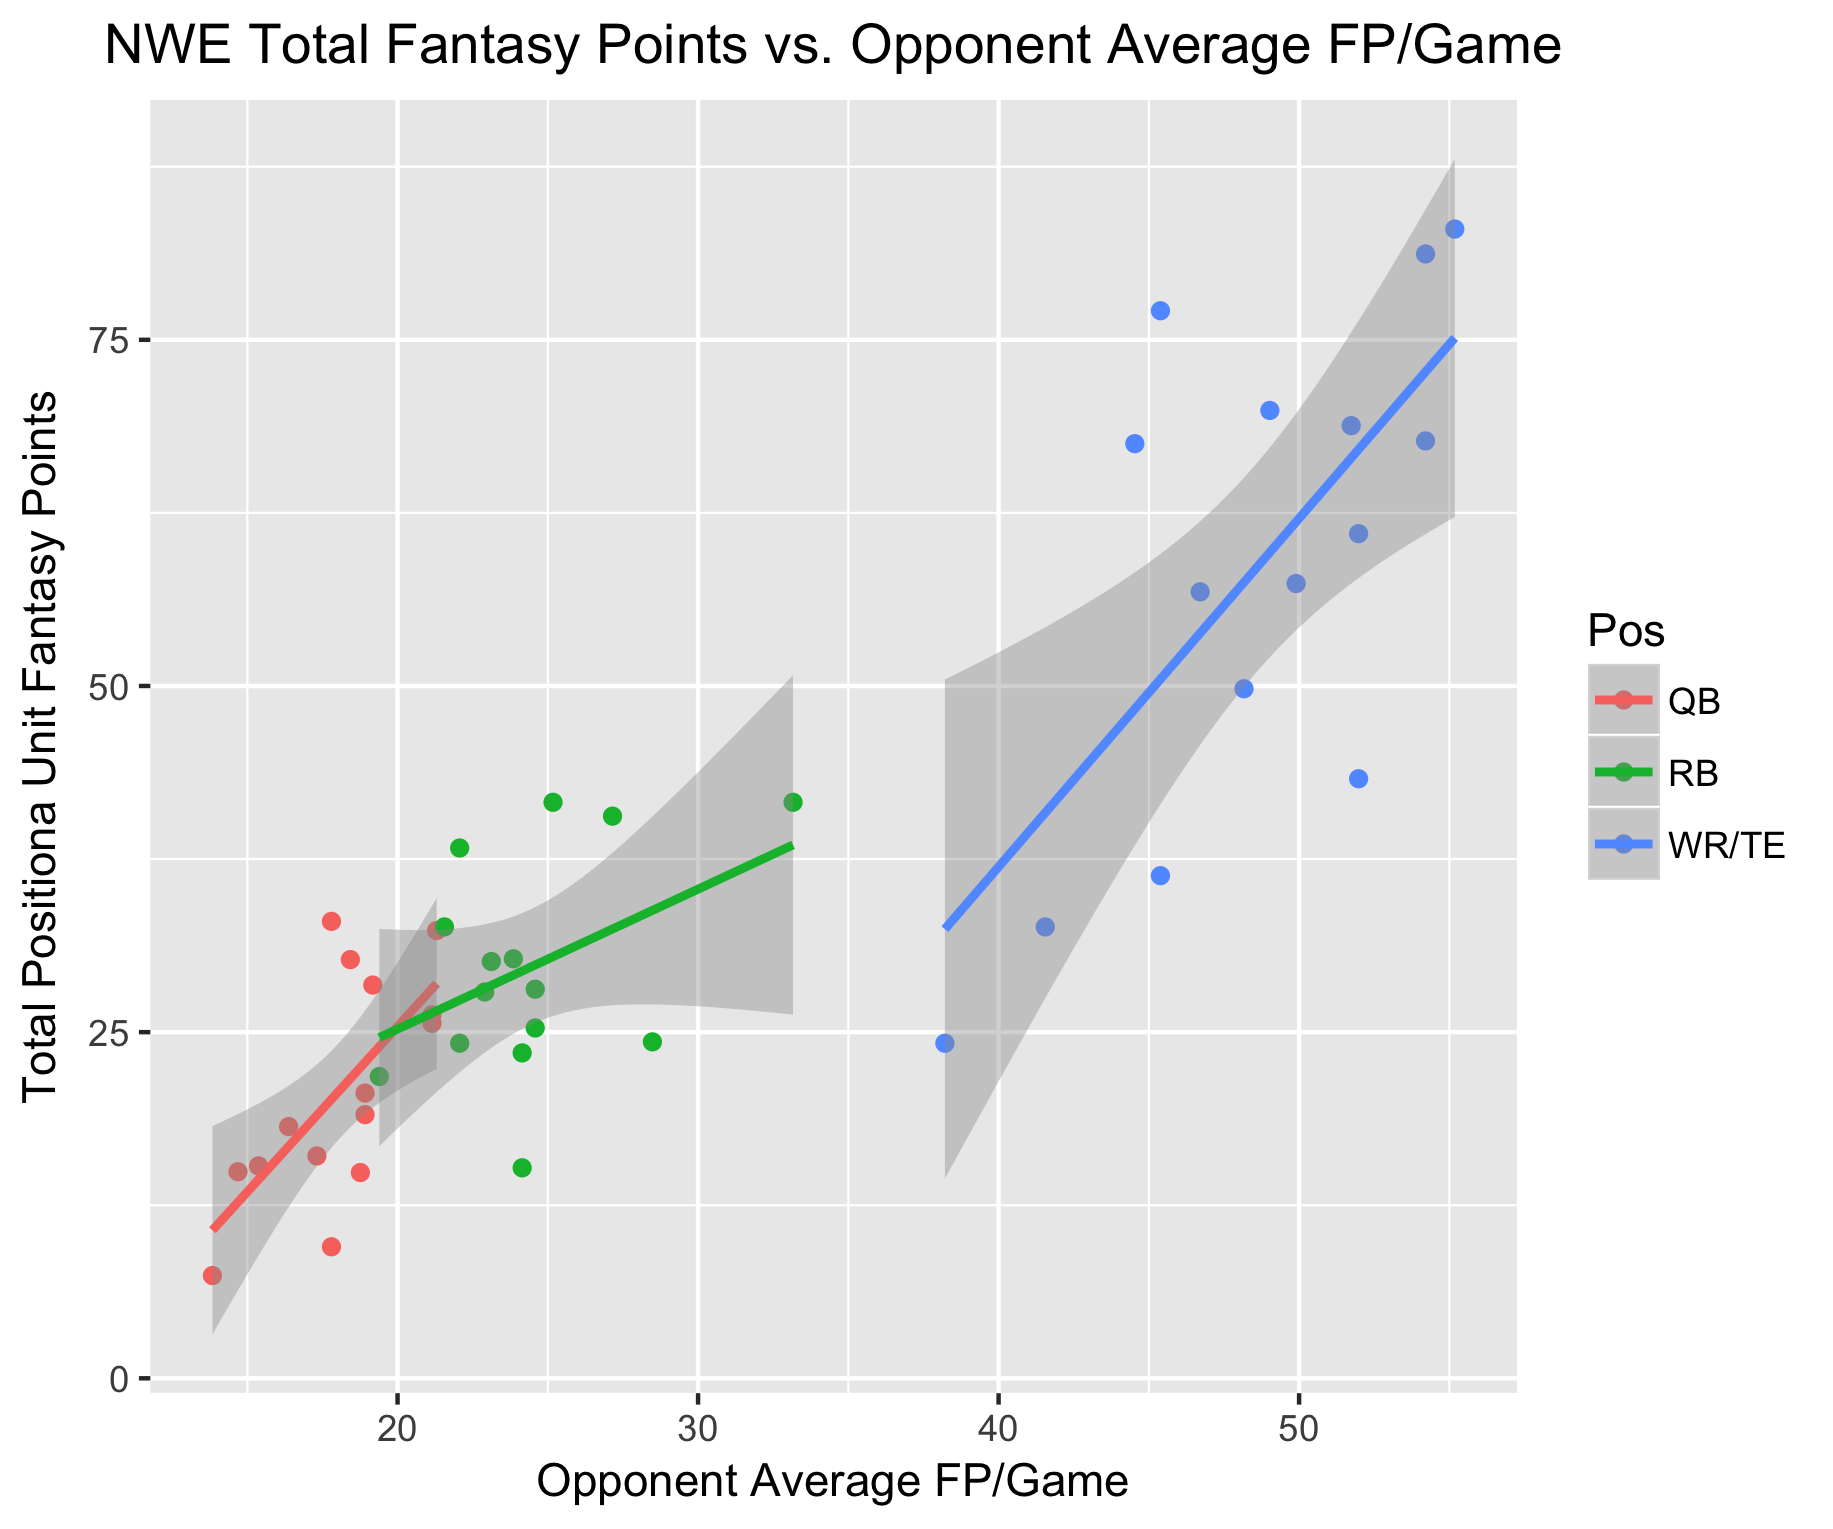 NWE Total Fantasy Points vs. Opponent Average FP/Game
Total Positiona Unit Fantasy Points
75
50
25
0
20 30 40 50
Opponent Average FP/Game
Pos
QB
RB
WR/TE